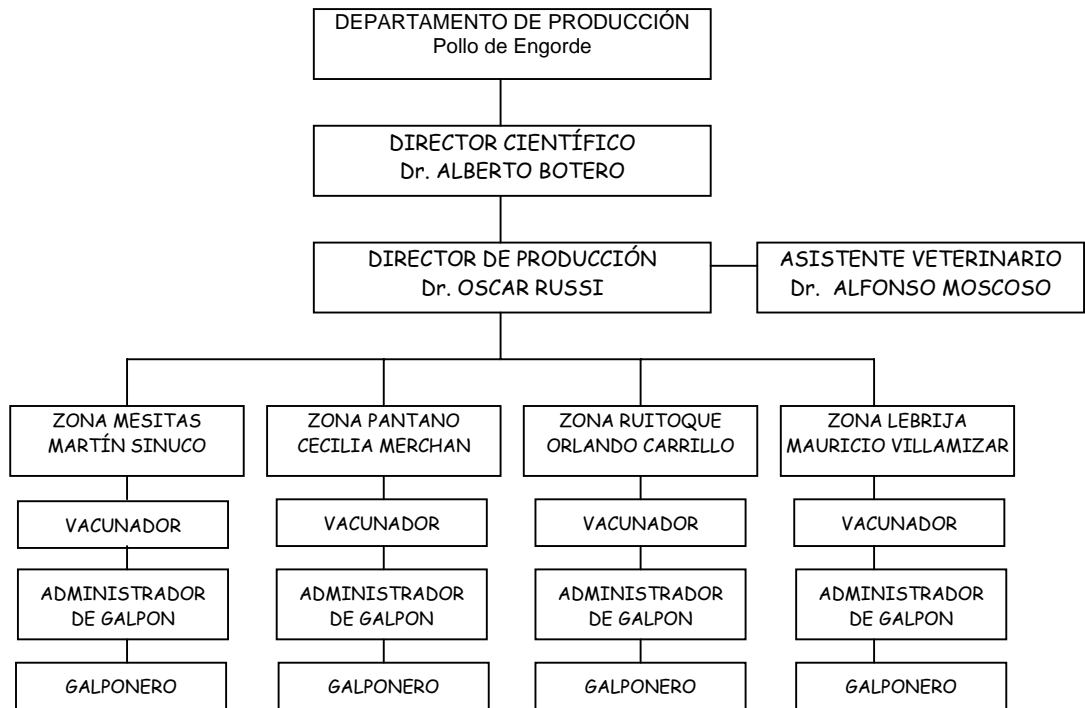 DEPARTAMENTO DE PRODUCCIÓN
Pollo de Engorde
DIRECTOR CIENTÍFICO
Dr. ALBERTO BOTERO
DIRECTOR DE PRODUCCIÓN
Dr. OSCAR RUSSI
ASISTENTE VETERINARIO
Dr. ALFONSO MOSCOSO
ZONA MESITAS
MARTÍN SINUCO
ZONA PANTANO
CECILIA MERCHAN
ZONA RUITOQUE
ORLANDO CARRILLO
ZONA LEBRIJA
MAURICIO VILLAMIZAR
VACUNADOR
VACUNADOR
VACUNADOR
VACUNADOR
ADMINISTRADOR
DE GALPON
ADMINISTRADOR
DE GALPON
ADMINISTRADOR
DE GALPON
ADMINISTRADOR
DE GALPON
GALPONERO
GALPONERO
GALPONERO
GALPONERO